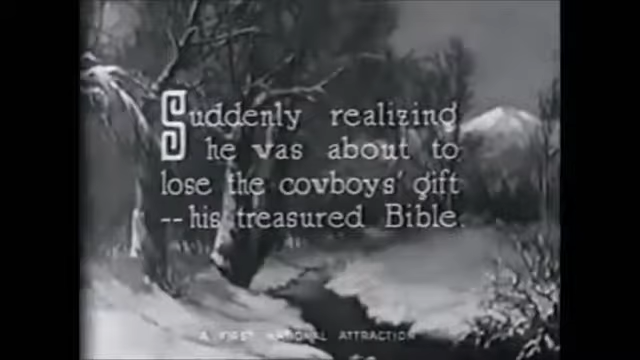 Suddenly realizing
he was about to
lose the cowboys' gift
-- his treasured Bible.
A FIRST NATIONAL ATTRACTION